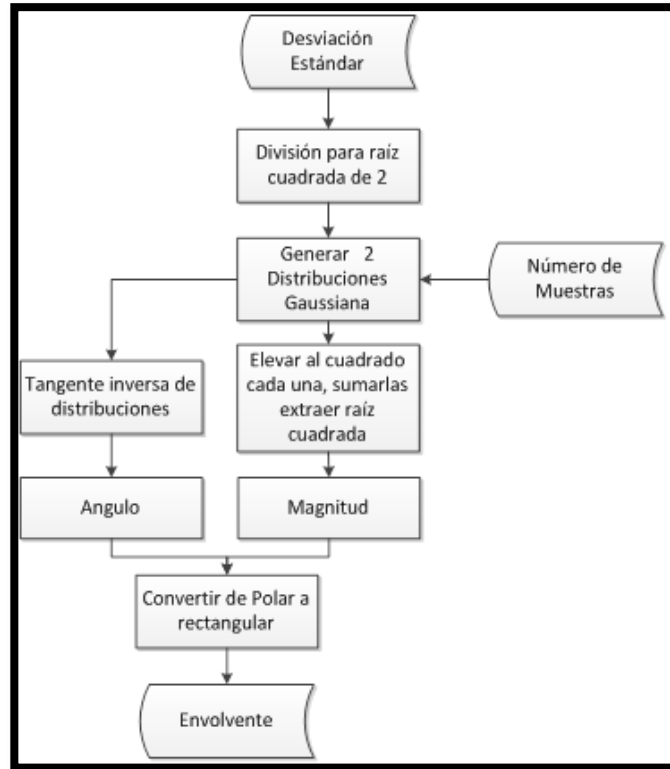 Desviación
Estándar
División para raíz
cuadrada de 2
Generar 2
Distribuciones
Gaussiana
Número de
Muestras
Tangente inversa de
distribuciones
Elevar al cuadrado
cada una, sumarlas
extraer raíz
cuadrada
Angulo
Magnitud
Convertir de Polar a
rectangular
Envolvente